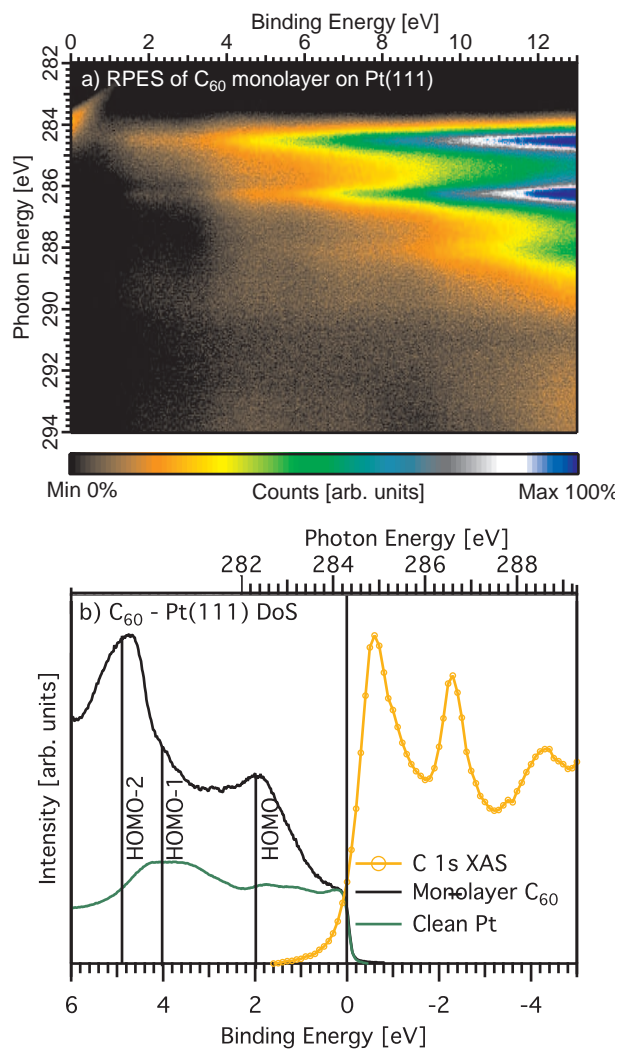 Binding Energy [eV]
0 2 4 6 8 10 12
a) RPES of C60 monolayer on Pt(111)
Photon Energy [eV]
282
284
286
288
290
292
294
Min 0% Counts [arb. units] Max 100%
Photon Energy [eV]
282 284 286 288
b) C60 - Pt(111) DoS
Intensity [arb. units]
HOMO-2
HOMO-1
HOMO
C 1s XAS
Monolayer C60
Clean Pt
6 4 2 0 -2 -4
Binding Energy [eV]